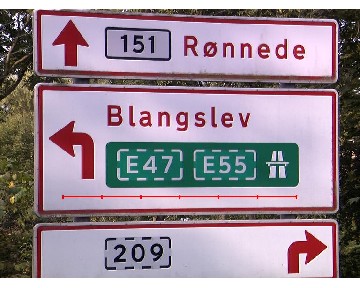 151 Rønnede
Blangslev
E47 E55
209